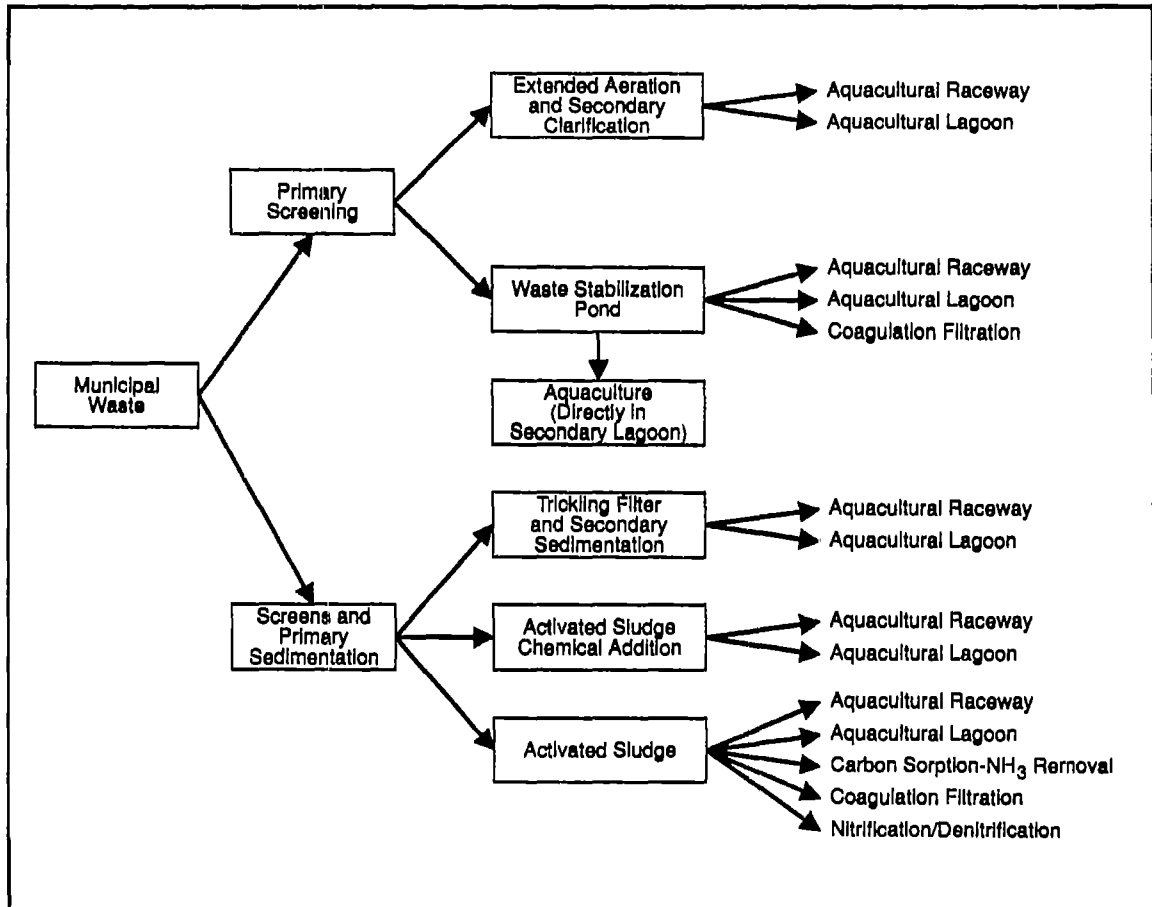 Extended Aeration
and Secondary
Clarification
Aquacultural Raceway
Aquacultural Lagoon
Primary
Screening
Waste Stabilization
Pond
Aquacultural Raceway
Aquacultural Lagoon
Coagulation Filtration
Municipal
Waste
Aquaculture
(Directly in
Secondary Lagoon)
Trickling Filter
and Secondary
Sedimentation
Aquacultural Raceway
Aquacultural Lagoon
Screens and
Primary
Sedimentation
Activated Sludge
Chemical Addition
Aquacultural Raceway
Aquacultural Lagoon
Activated Sludge
Aquacultural Raceway
Aquacultural Lagoon
Carbon Sorption-NH₃ Removal
Coagulation Filtration
Nitrification/Denitrification